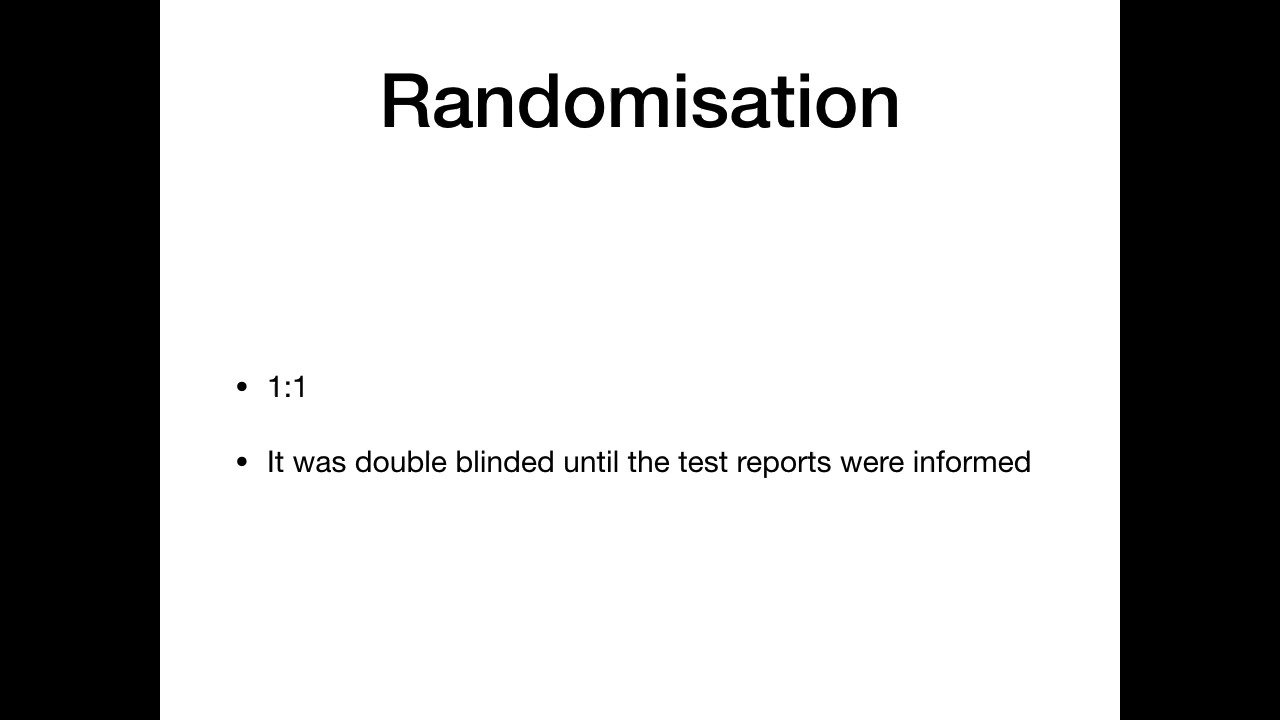 Randomisation
• 1:1
• It was double blinded until the test reports were informed